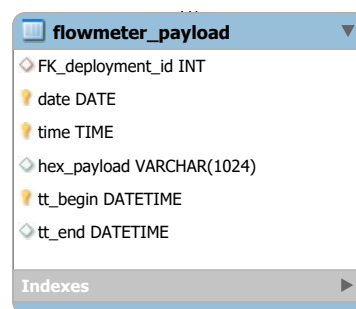 flowmeter_payload
FK_deployment_id INT
date DATE
time TIME
hex_payload VARCHAR(1024)
tt_begin DATETIME
tt_end DATETIME
Indexes